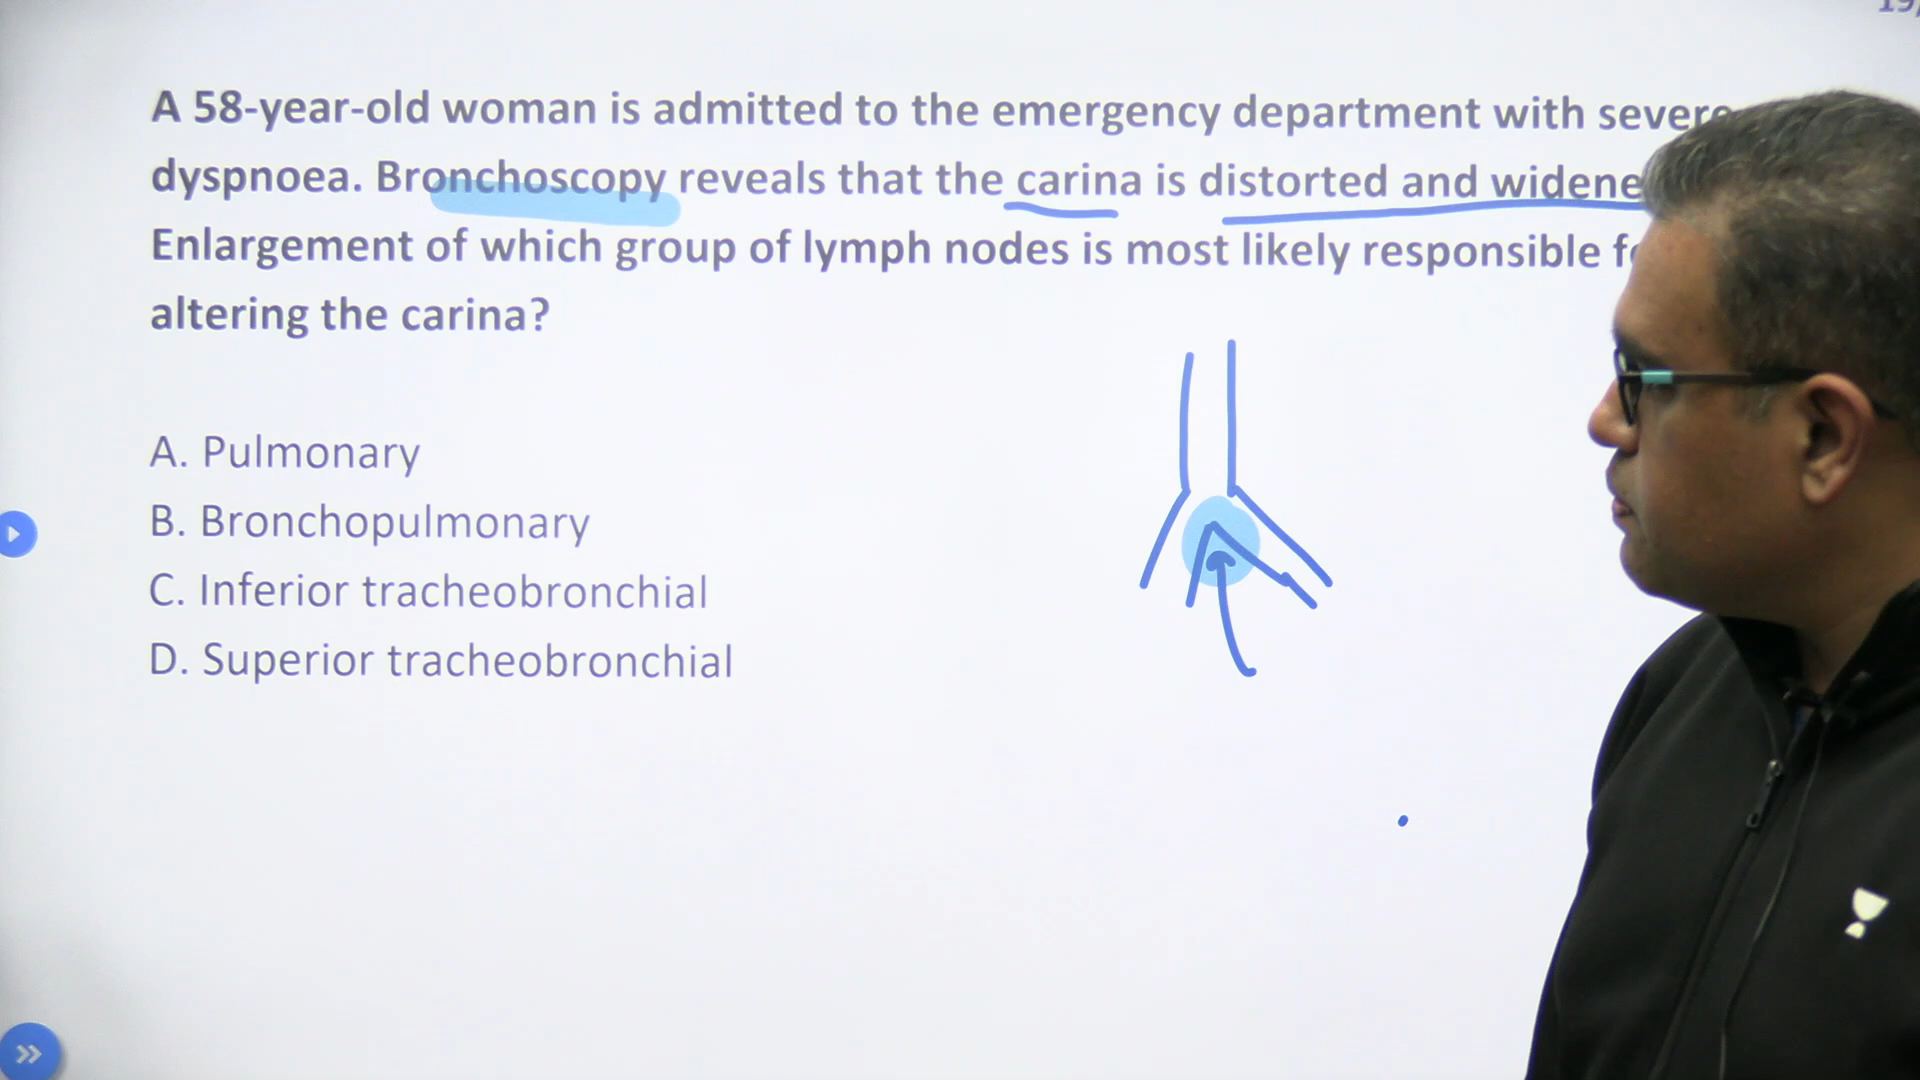 19
A 58-year-old woman is admitted to the emergency department with severe
dyspnoea. Bronchoscopy reveals that the carina is distorted and widene
Enlargement of which group of lymph nodes is most likely responsible f
altering the carina?
A. Pulmonary
B. Bronchopulmonary
C. Inferior tracheobronchial
D. Superior tracheobronchial